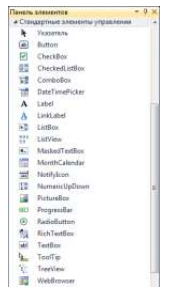 Панель элементов
Стандартные элементы управления
Указатель
Button
CheckBox
CheckedListBox
ComboBox
DateTimePicker
Label
LinkLabel
ListBox
ListView
MaskedTextBox
MonthCalendar
NotifyIcon
NumericUpDown
PictureBox
ProgressBar
RadioButton
RichTextBox
TextBox
ToolTip
TreeView
WebBrowser